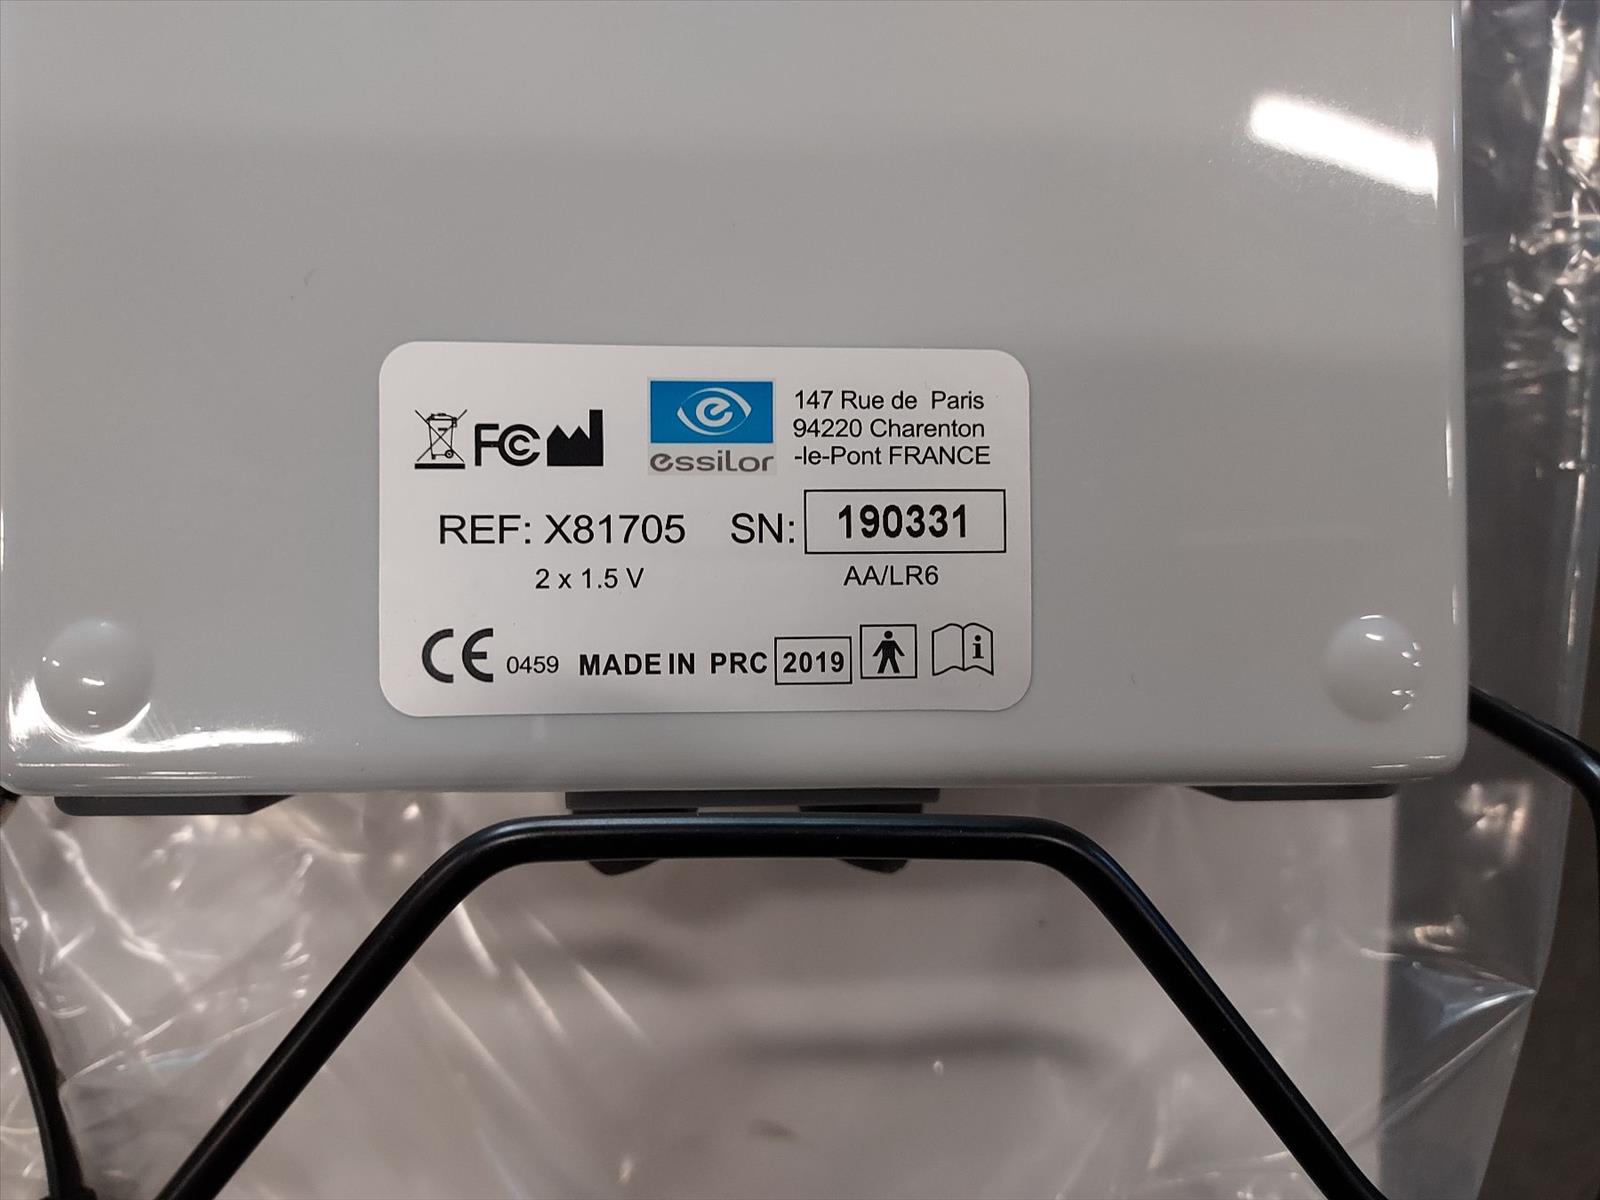 FC
essilor
147 Rue de Paris
94220 Charenton
-le-Pont FRANCE
REF: X81705 SN: 190331
2 x 1.5 V AA/LR6
CE 0459 MADE IN PRC 2019 i